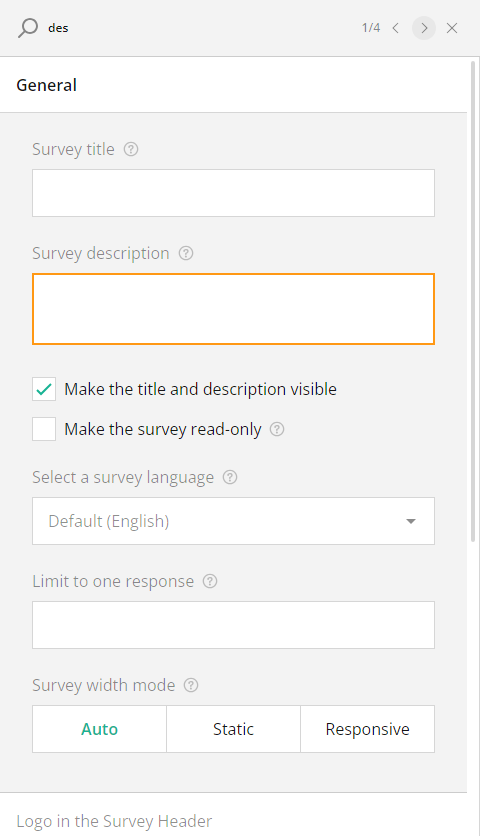 des 1/4
General
Survey title
Survey description
Make the title and description visible
Make the survey read-only
Select a survey language
Default (English)
Limit to one response
Survey width mode
Auto Static Responsive
Logo in the Survey Header